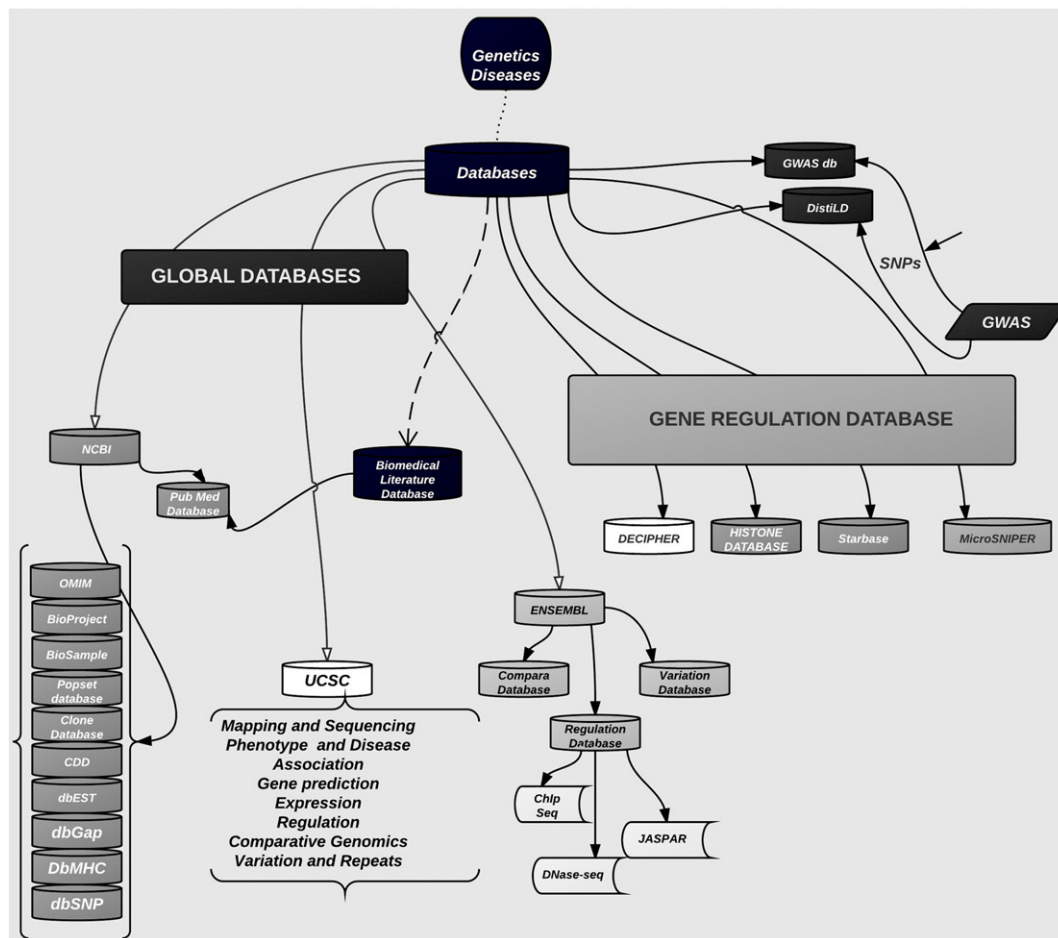 Genetics
Diseases
Databases
GWAS db
DistiLD
SNPs
GWAS
GLOBAL DATABASES
GENE REGULATION DATABASE
NCBI
Pub Med
Database
Biomedical
Literature
Database
DECIPHER
HISTONE
DATABASE
Starbase
MicroSNIPER
OMIM
BioProject
BioSample
Popset
database
Clone
Database
CDD
dbEST
dbGap
DbMHC
dbSNP
UCSC
Mapping and Sequencing
Phenotype and Disease
Association
Gene prediction
Expression
Regulation
Comparative Genomics
Variation and Repeats
ENSEMBL
Compara
Database
Variation
Database
Regulation
Database
ChIp
Seq
JASPAR
DNase-seq